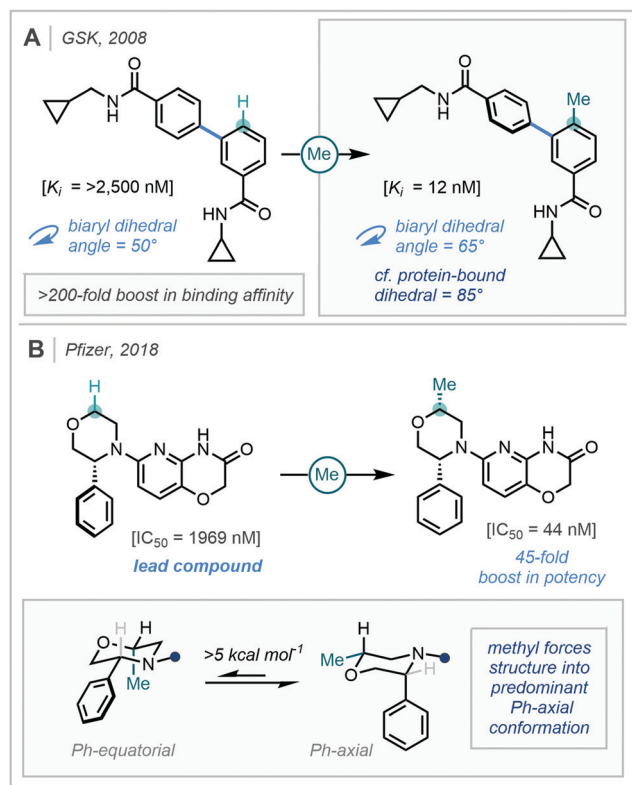 A GSK, 2008
O
N
H
H
[Ki = >2,500 nM]
biaryl dihedral
angle = 50°
HN
O
>200-fold boost in binding affinity
Me
O
N
H
Me
[Ki = 12 nM]
biaryl dihedral
angle = 65°
cf. protein-bound
dihedral = 85°
HN
O
B Pfizer, 2018
H
O
N
N
H
N
O
O
[IC50 = 1969 nM]
lead compound
Me
Me
O
N
N
H
N
O
O
[IC50 = 44 nM]
45-fold
boost in potency
H
H
O
N
Me
Ph-equatorial
>5 kcal mol-1
H
Me
N
O
H
Ph-axial
methyl forces
structure into
predominant
Ph-axial
conformation